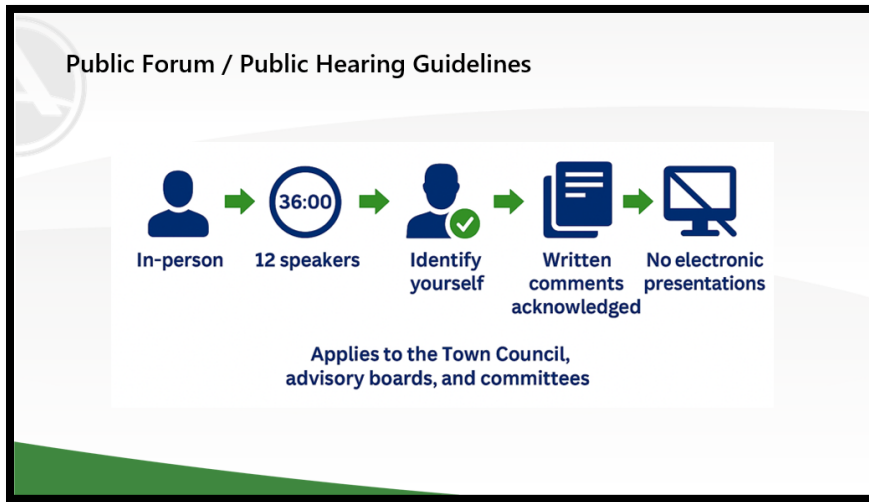 Public Forum / Public Hearing Guidelines
36:00
In-person
12 speakers
Identify
yourself
Written
comments
acknowledged
No electronic
presentations
Applies to the Town Council,
advisory boards, and committees